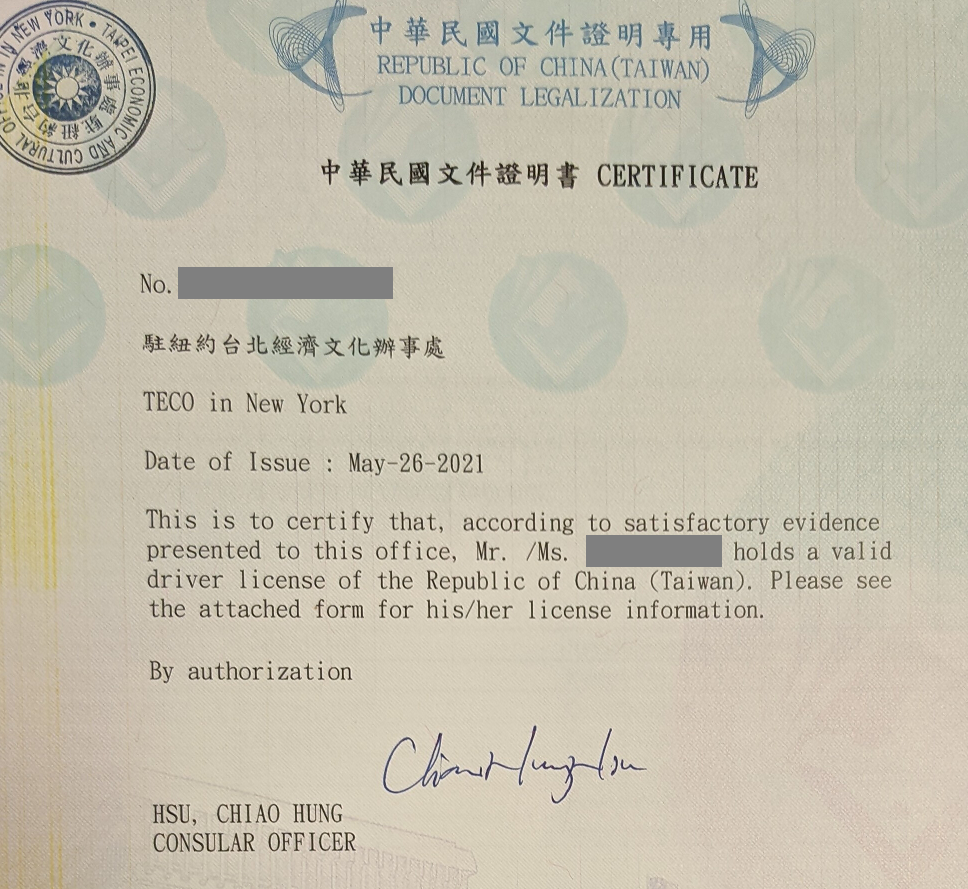 中華民國文件證明專用
REPUBLIC OF CHINA(TAIWAN)
DOCUMENT LEGALIZATION
IN NEW YORK • TAIPEI ECONOMIC AND CULTURAL
駐紐約台北經濟文化辦事處
中華民國文件證明書 CERTIFICATE
No.
駐紐約台北經濟文化辦事處
TECO in New York
Date of Issue : May-26-2021
This is to certify that, according to satisfactory evidence
presented to this office, Mr. /Ms. holds a valid
driver license of the Republic of China (Taiwan). Please see
the attached form for his/her license information.
By authorization
Chiao Hung Hsu
HSU, CHIAO HUNG
CONSULAR OFFICER